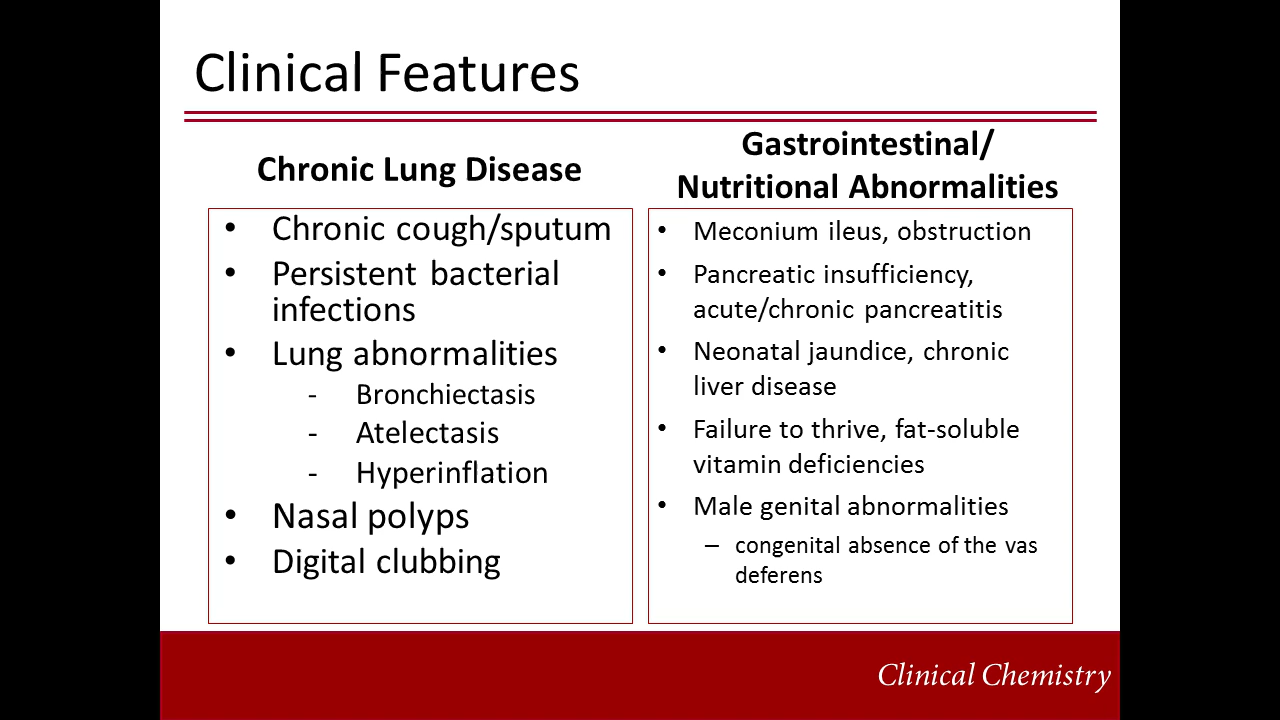 Clinical Features
Chronic Lung Disease
• Chronic cough/sputum
• Persistent bacterial
infections
• Lung abnormalities
- Bronchiectasis
- Atelectasis
- Hyperinflation
• Nasal polyps
• Digital clubbing
Gastrointestinal/
Nutritional Abnormalities
• Meconium ileus, obstruction
• Pancreatic insufficiency,
acute/chronic pancreatitis
• Neonatal jaundice, chronic
liver disease
• Failure to thrive, fat-soluble
vitamin deficiencies
• Male genital abnormalities
– congenital absence of the vas
deferens
Clinical Chemistry